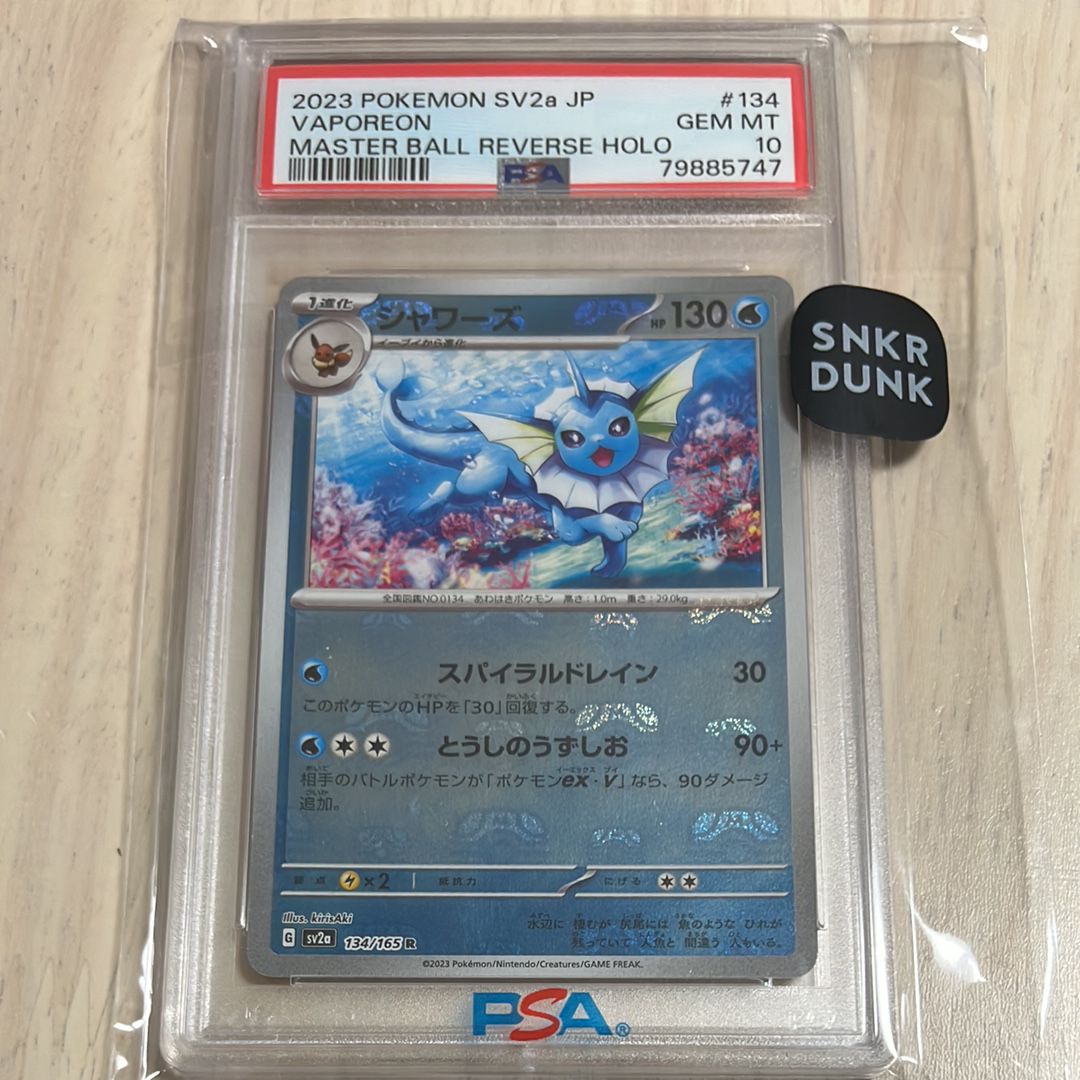 2023 POKEMON SV2a JP #134
VAPOREON GEM MT
MASTER BALL REVERSE HOLO 10
PSA 79885747
SNKR
DUNK
1進化 シャワーズ HP 130
イーブイから進化
全国図鑑NO.0134 あわはきポケモン 高さ:1.0m 重さ:29.0kg
スパイラルドレイン 30
このポケモンのHPを「30」回復する。
とうしのうずしお 90+
相手のバトルポケモンが「ポケモンex・V」なら、90ダメージ
追加。
弱点 ×2 抵抗力 にげる
Illus. kirisAki
G sv2a 134/165 R
水辺に 棲むが 尻尾には 魚のような ひれが
残っていて 人魚と 間違う 人もいる。
©2023 Pokémon/Nintendo/Creatures/GAME FREAK.
PSA®